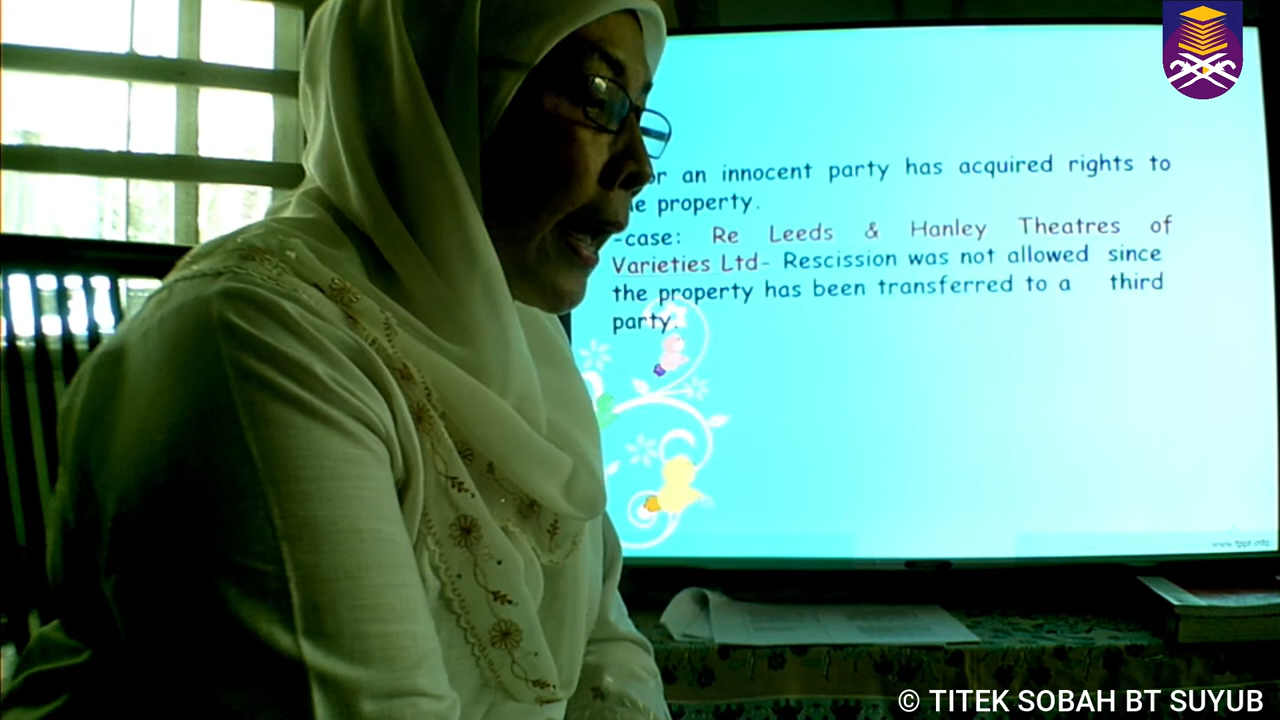 or an innocent party has acquired rights to
property.
-case: Re Leeds & Hanley Theatres of
Varieties Ltd- Rescission was not allowed since
the property has been transferred to a third
party.
© TITEK SOBAH BT SUYUB